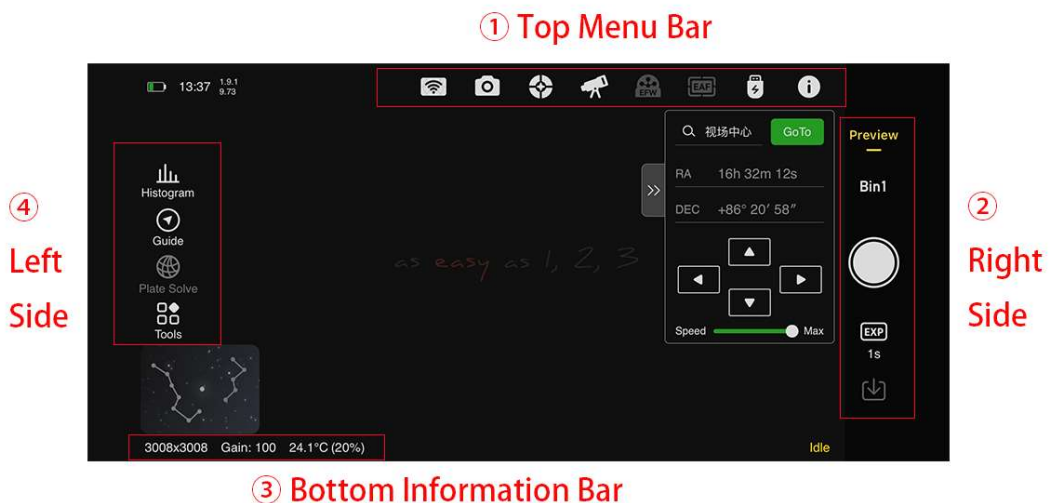 ① Top Menu Bar
13:37 1.9.1
9.73
EFW
EAF
视场中心 GoTo
Preview
RA 16h 32m 12s
Bin1
DEC +86° 20′ 58″
Histogram
Guide
Plate Solve
Tools
④
Left
Side
②
Right
Side
as easy as 1, 2, 3
Speed Max
EXP
1s
3008x3008 Gain: 100 24.1°C (20%)
Idle
③ Bottom Information Bar